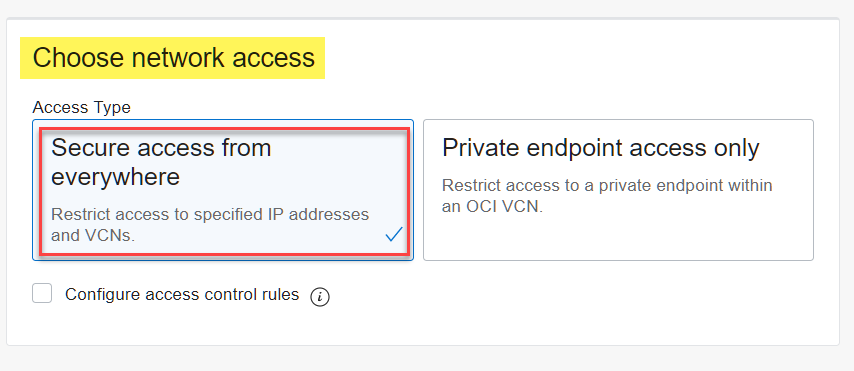 Choose network access
Access Type
Secure access from
everywhere
Restrict access to specified IP addresses
and VCNs.
Private endpoint access only
Restrict access to a private endpoint within
an OCI VCN.
Configure access control rules